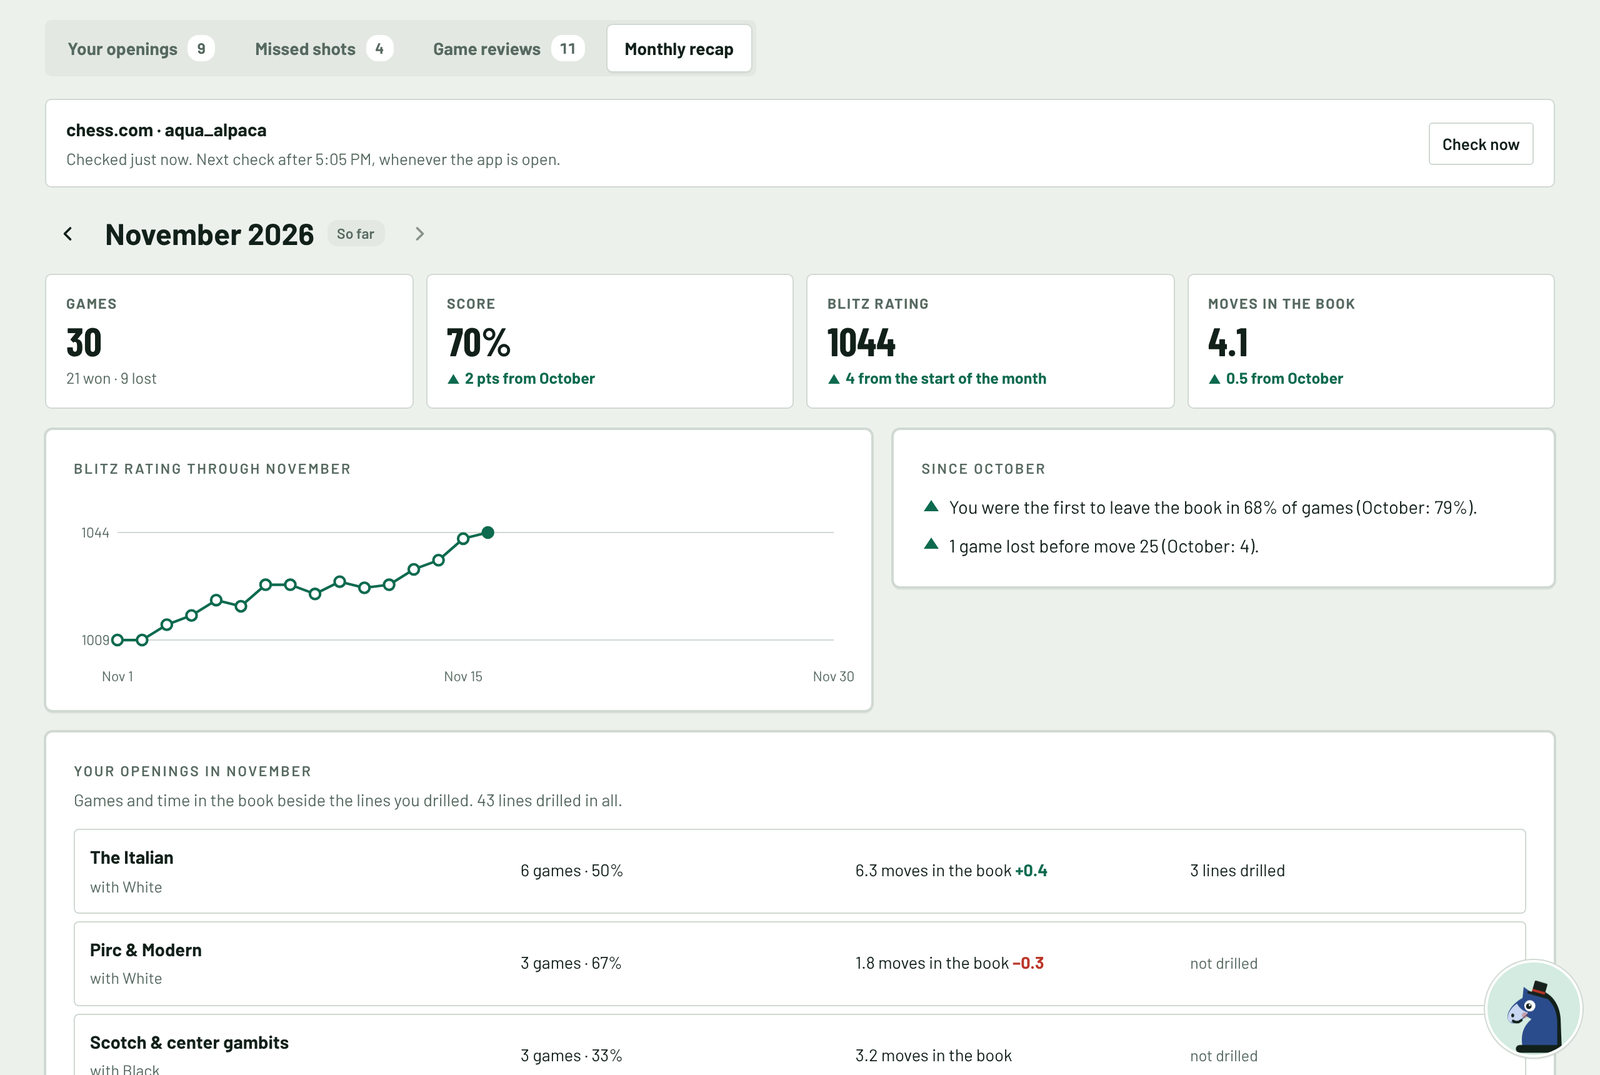 Your openings 9 Missed shots 4 Game reviews 11 Monthly recap
chess.com · aqua_alpaca
Checked just now. Next check after 5:05 PM, whenever the app is open.
Check now
November 2026 So far
GAMES
30
21 won · 9 lost
SCORE
70%
▲ 2 pts from October
BLITZ RATING
1044
▲ 4 from the start of the month
MOVES IN THE BOOK
4.1
▲ 0.5 from October
BLITZ RATING THROUGH NOVEMBER
1044
1009
Nov 1 Nov 15 Nov 30
SINCE OCTOBER
▲ You were the first to leave the book in 68% of games (October: 79%).
▲ 1 game lost before move 25 (October: 4).
YOUR OPENINGS IN NOVEMBER
Games and time in the book beside the lines you drilled. 43 lines drilled in all.
The Italian
with White
6 games · 50%
6.3 moves in the book +0.4
3 lines drilled
Pirc & Modern
with White
3 games · 67%
1.8 moves in the book −0.3
not drilled
Scotch & center gambits
with Black
3 games · 33%
3.2 moves in the book
not drilled